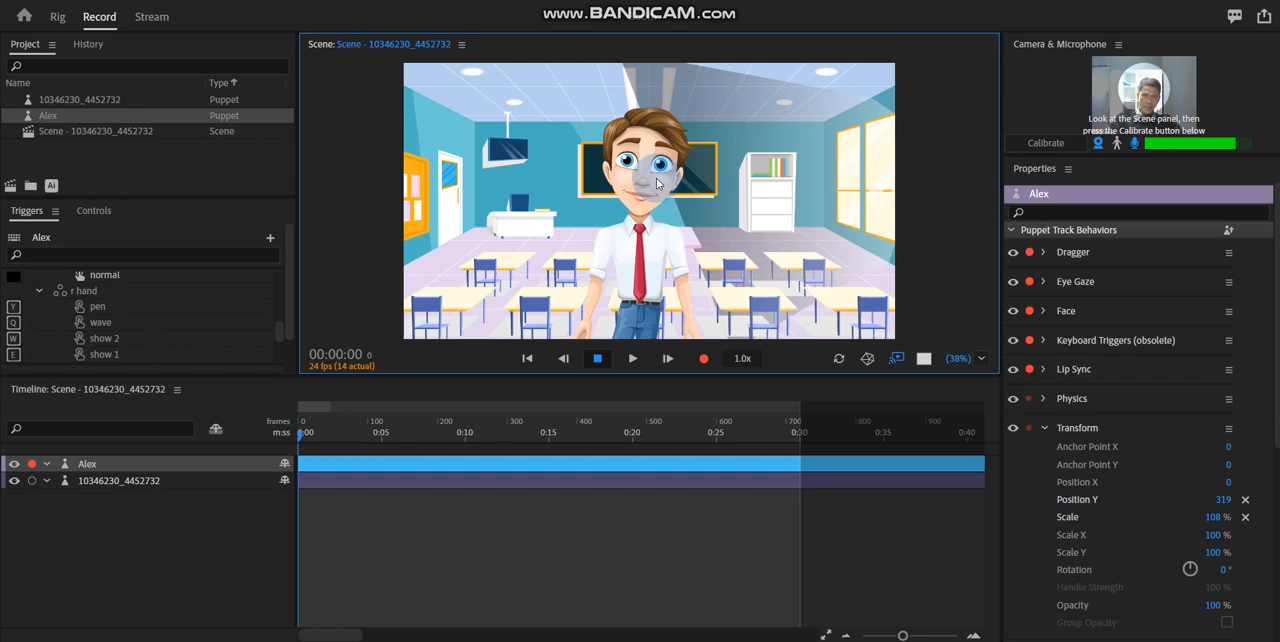 www.BANDICAM.com
Rig Record Stream
Project History
Name Type
10346230_4452732 Puppet
Alex Puppet
Scene - 10346230_4452732 Scene
Ai
Triggers Controls
Alex
normal
r hand
Y pen
Q wave
W show 2
E show 1
Scene: Scene - 10346230_4452732
00:00:00 0
24 fps (14 actual)
1.0x
(38%)
Camera & Microphone
Look at the Scene panel, then
press the Calibrate button below
Calibrate
Properties
Alex
Puppet Track Behaviors
Dragger
Eye Gaze
Face
Keyboard Triggers (obsolete)
Lip Sync
Physics
Transform
Anchor Point X 0
Anchor Point Y 0
Position X 0
Position Y 319
Scale 108 %
Scale X 100 %
Scale Y 100 %
Rotation 0 °
Handle Strength 100 %
Opacity 100 %
Group Opacity
Timeline: Scene - 10346230_4452732
frames 0 100 200 300 400 500 600 700 800 900
m:ss 0:00 0:05 0:10 0:15 0:20 0:25 0:30 0:35 0:40
Alex
10346230_4452732